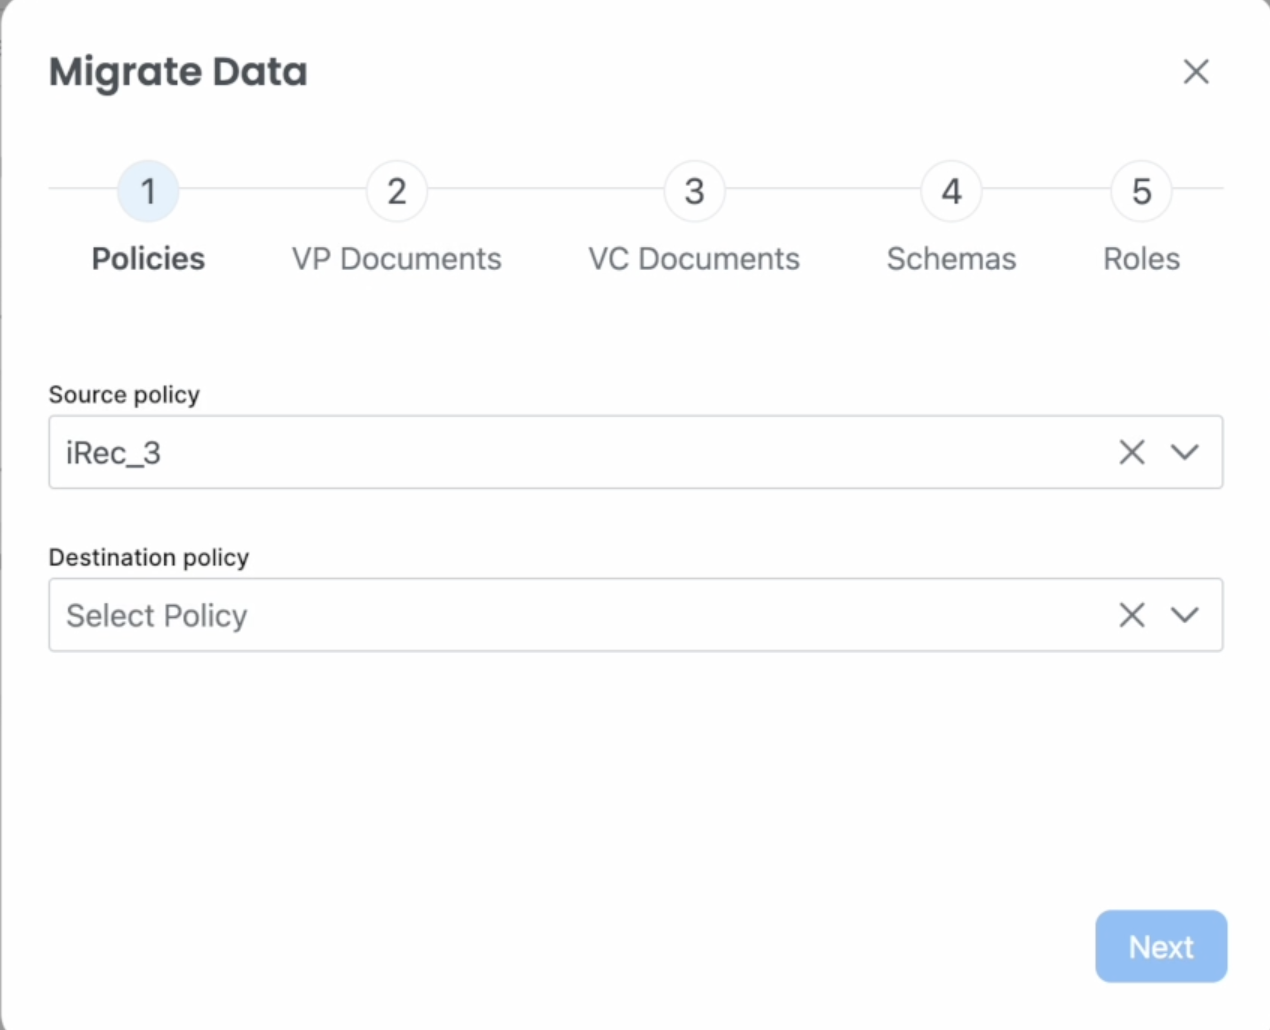 Migrate Data
1 2 3 4 5
Policies VP Documents VC Documents Schemas Roles
Source policy
iRec_3
Destination policy
Select Policy
Next